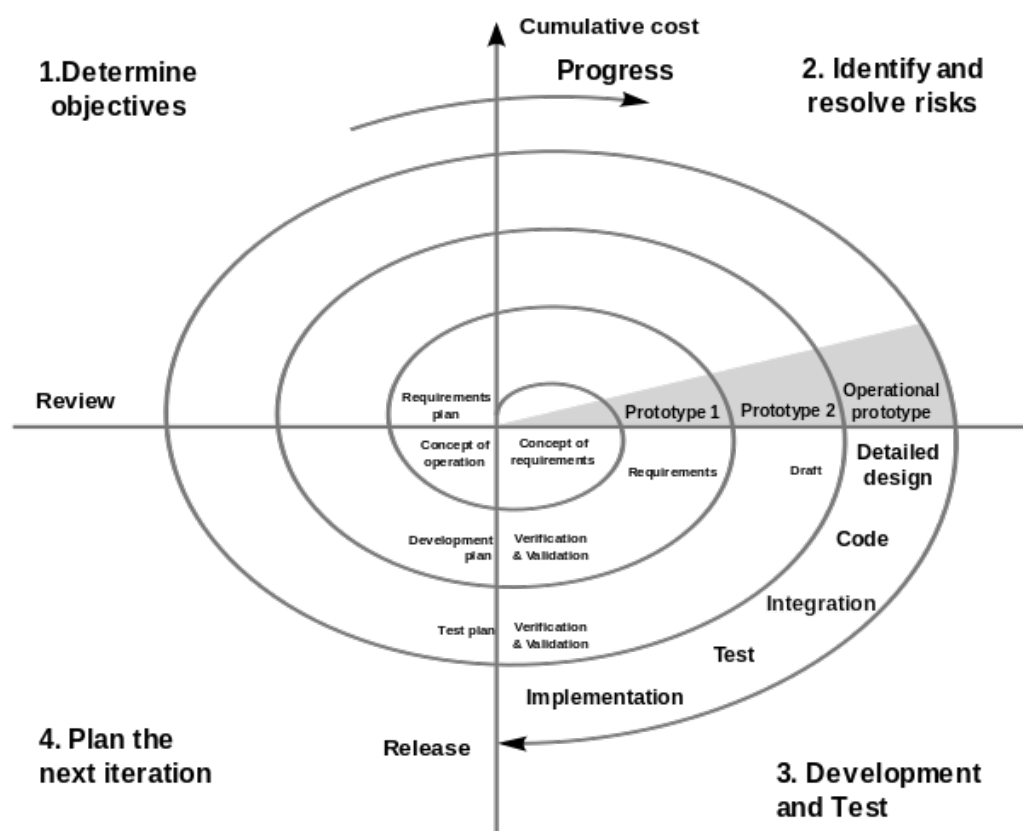 Cumulative cost
Progress
1.Determine
objectives
2. Identify and
resolve risks
Review
Requirements
plan
Prototype 1
Prototype 2
Operational
prototype
Concept of
operation
Concept of
requirements
Requirements
Draft
Detailed
design
Development
plan
Verification
& Validation
Code
Integration
Test plan
Verification
& Validation
Test
Implementation
Release
4. Plan the
next iteration
3. Development
and Test